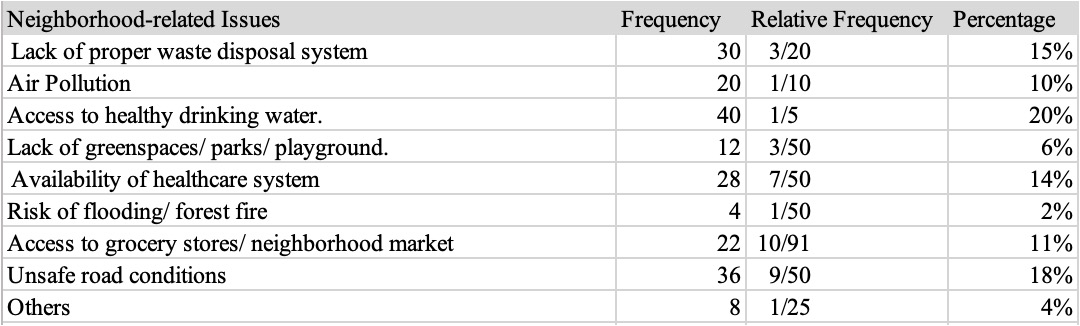 Neighborhood-related Issues Frequency Relative Frequency Percentage
Lack of proper waste disposal system 30 3/20 15%
Air Pollution 20 1/10 10%
Access to healthy drinking water. 40 1/5 20%
Lack of greenspaces/ parks/ playground. 12 3/50 6%
Availability of healthcare system 28 7/50 14%
Risk of flooding/ forest fire 4 1/50 2%
Access to grocery stores/ neighborhood market 22 10/91 11%
Unsafe road conditions 36 9/50 18%
Others 8 1/25 4%